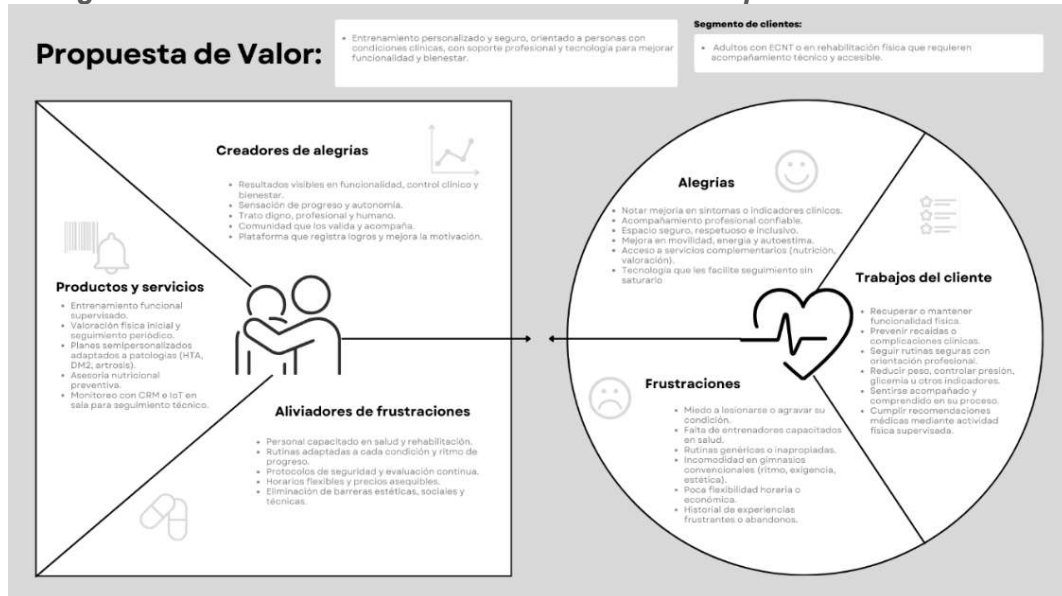 Propuesta de Valor:
• Entrenamiento personalizado y seguro, orientado a personas con
condiciones clínicas, con soporte profesional y tecnología para mejorar
funcionalidad y bienestar.
Segmento de clientes:
• Adultos con ECNT o en rehabilitación física que requieren
acompañamiento técnico y accesible.
Creadores de alegrías
• Resultados visibles en funcionalidad, control clínico y
bienestar.
• Sensación de progreso y autonomía.
• Trato digno, profesional y humano.
• Comunidad que los valida y acompaña.
• Plataforma que registra logros y mejora la motivación.
Productos y servicios
• Entrenamiento funcional
supervisado.
• Valoración física inicial y
seguimiento periódico.
• Planes semipersonalizados
adaptados a patologías (HTA,
DM2, artrosis).
• Asesoría nutricional
preventiva.
• Monitoreo con CRM e IoT en
sala para seguimiento técnico.
Aliviadores de frustraciones
• Personal capacitado en salud y rehabilitación.
• Rutinas adaptadas a cada condición y ritmo de
progreso.
• Protocolos de seguridad y evaluación continua.
• Horarios flexibles y precios asequibles.
• Eliminación de barreras estéticas, sociales y
técnicas.
Alegrías
• Notar mejoría en síntomas o indicadores clínicos.
• Acompañamiento profesional confiable.
• Espacio seguro, respetuoso e inclusivo.
• Mejora en movilidad, energía y autoestima.
• Acceso a servicios complementarios (nutrición,
valoración).
• Tecnología que les facilite seguimiento sin
saturarlo
Trabajos del cliente
• Recuperar o mantener
funcionalidad física.
• Prevenir recaídas o
complicaciones clínicas.
• Seguir rutinas seguras con
orientación profesional.
• Reducir peso, controlar presión,
glicemia u otros indicadores.
• Sentirse acompañado y
comprendido en su proceso.
• Cumplir recomendaciones
médicas mediante actividad
física supervisada.
Frustraciones
• Miedo a lesionarse o agravar su
condición.
• Falta de entrenadores capacitados
en salud.
• Rutinas genéricas o inapropiadas.
• Incomodidad en gimnasios
convencionales (ritmo, exigencia,
estética).
• Poca flexibilidad horaria o
económica.
• Historial de experiencias
frustrantes o abandonos.